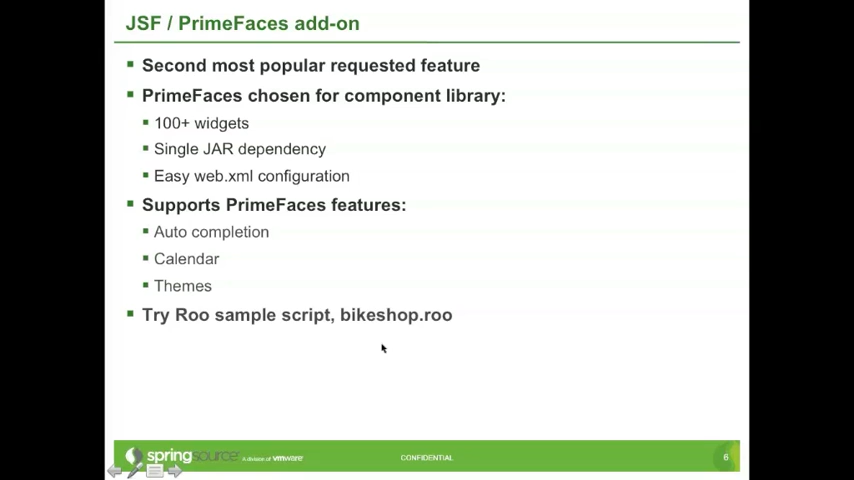 JSF / PrimeFaces add-on
Second most popular requested feature
PrimeFaces chosen for component library:
100+ widgets
Single JAR dependency
Easy web.xml configuration
Supports PrimeFaces features:
Auto completion
Calendar
Themes
Try Roo sample script, bikeshop.roo
springsource A division of vmware
CONFIDENTIAL
6